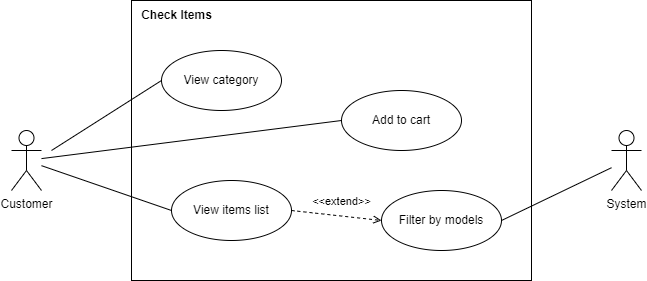 Check Items
View category
Add to cart
Customer
System
View items list
<<extend>>
Filter by models